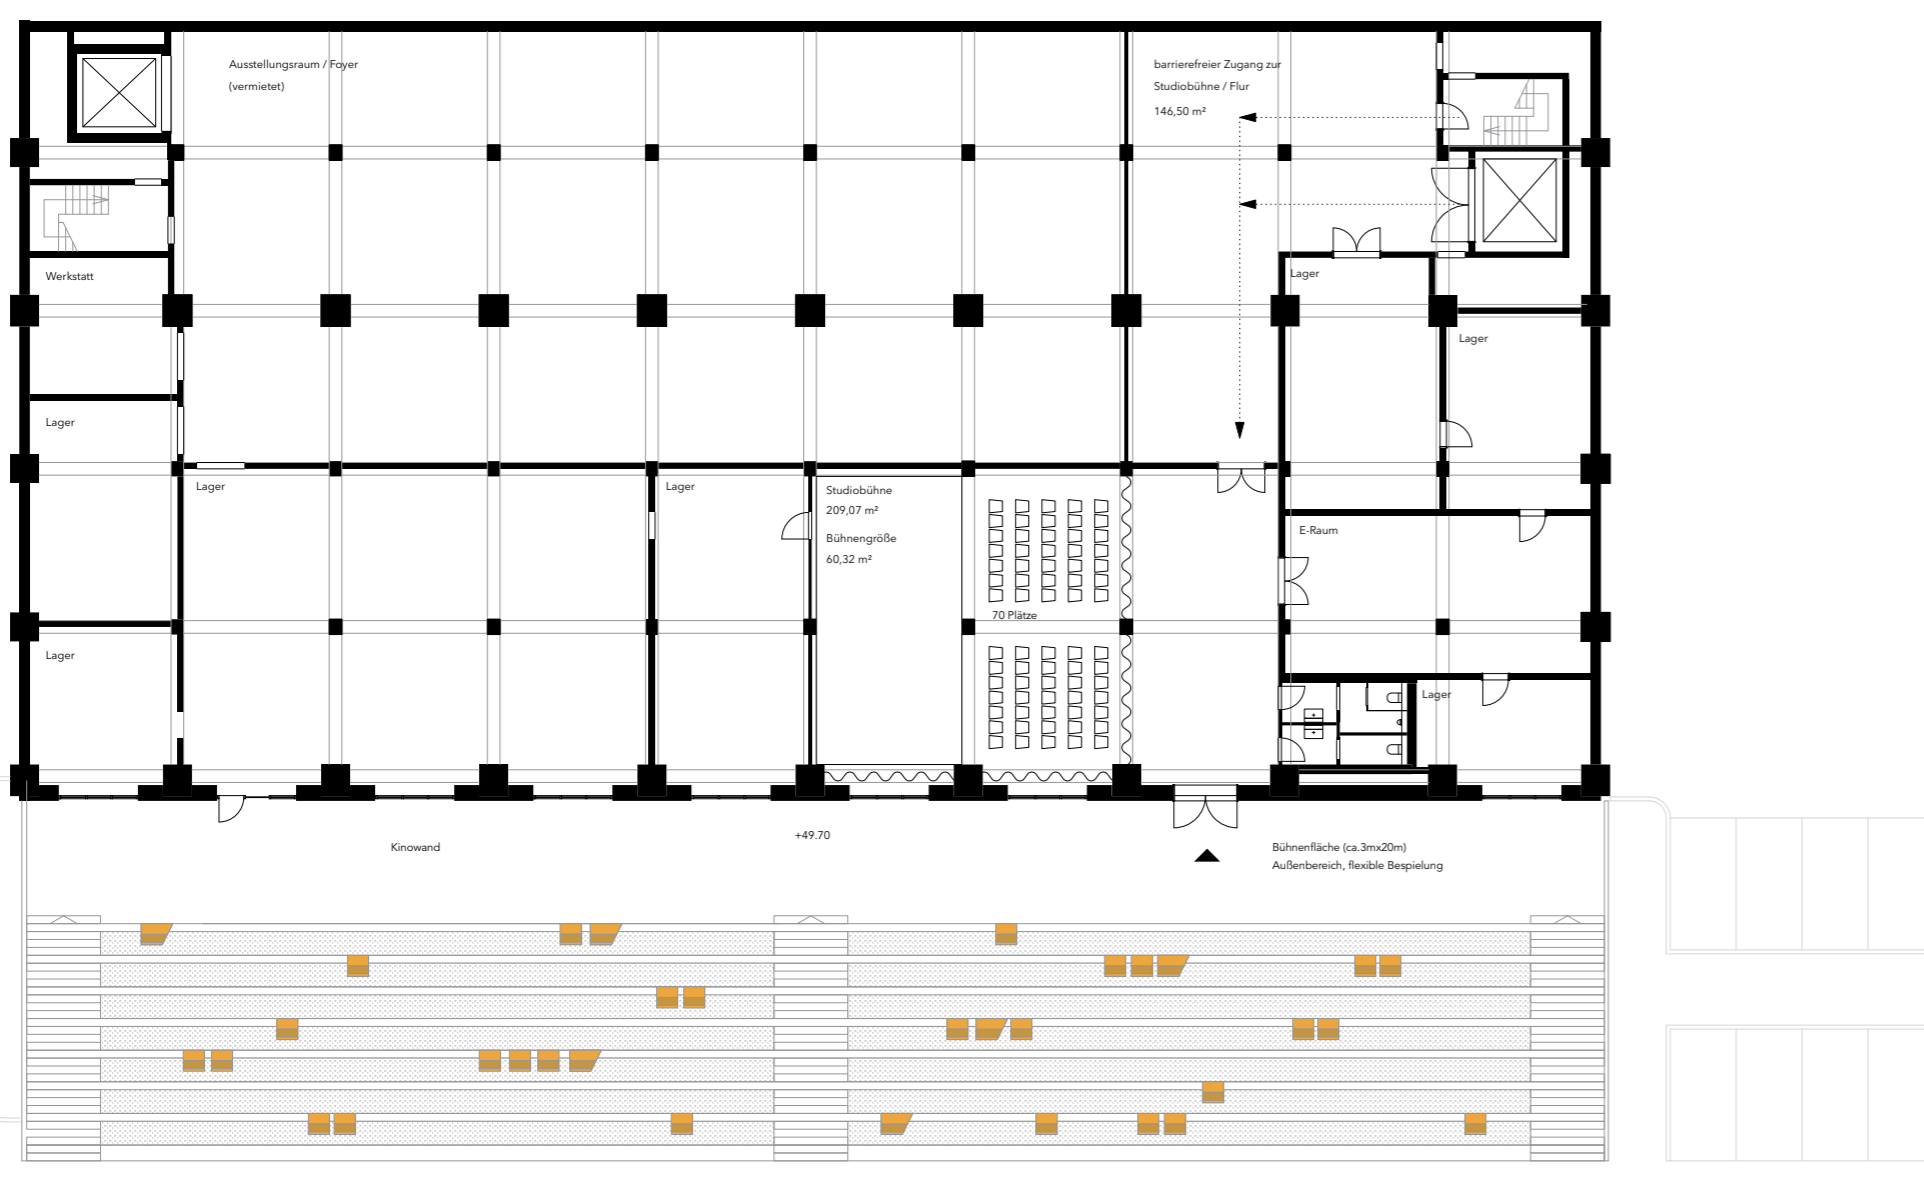 Ausstellungsraum / Foyer
(vermietet)
barrierefreier Zugang zur
Studiobühne / Flur
146,50 m²
Werkstatt
Lager
Lager
Lager
Lager
Lager
Studiobühne
209,07 m²
Bühnengröße
60,32 m²
E-Raum
70 Plätze
Lager
Lager
Kinowand
+49.70
Bühnenfläche (ca.3mx20m)
Außenbereich, flexible Bespielung